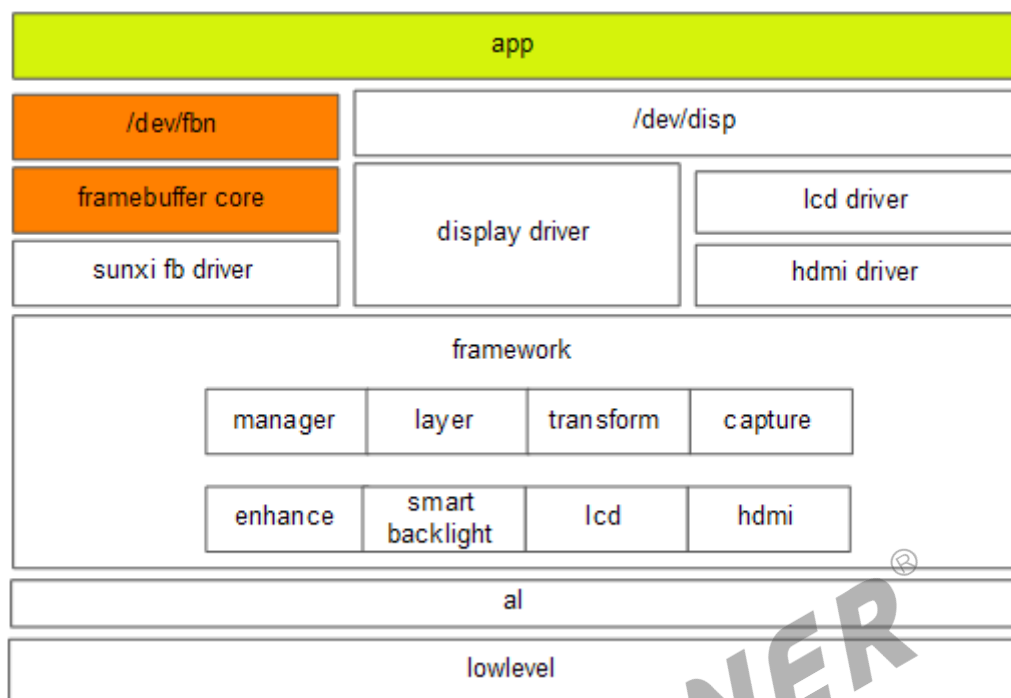 app
/dev/fbn
/dev/disp
framebuffer core
display driver
lcd driver
sunxi fb driver
hdmi driver
framework
manager
layer
transform
capture
enhance
smart
backlight
lcd
hdmi
al
lowlevel
NER®